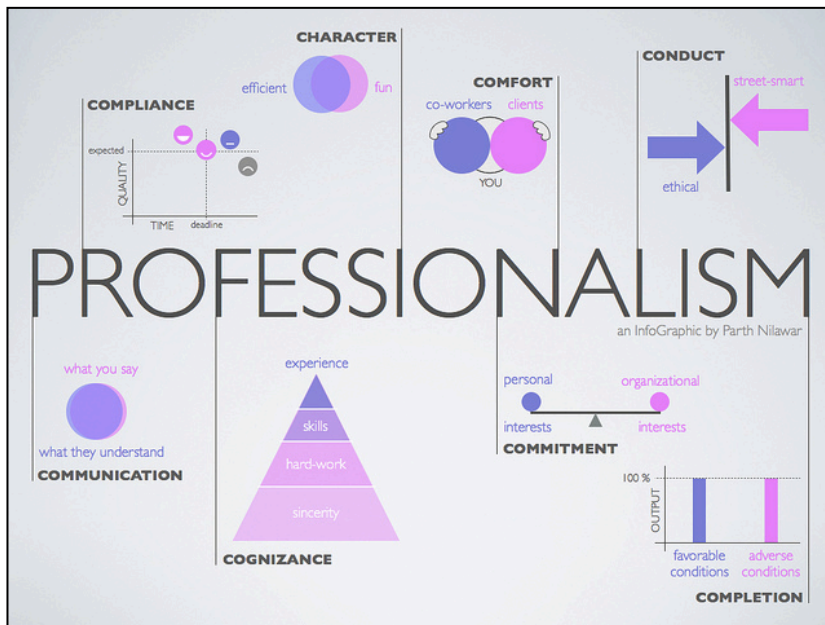 CHARACTER
efficient
fun
COMPLIANCE
expected
QUALITY
TIME
deadline
COMFORT
co-workers
clients
YOU
CONDUCT
street-smart
ethical
PROFESSIONALISM
an InfoGraphic by Parth Nilawar
what you say
what they understand
COMMUNICATION
experience
skills
hard-work
sincerity
COGNIZANCE
personal
interests
organizational
interests
COMMITMENT
100 %
OUTPUT
favorable
conditions
adverse
conditions
COMPLETION